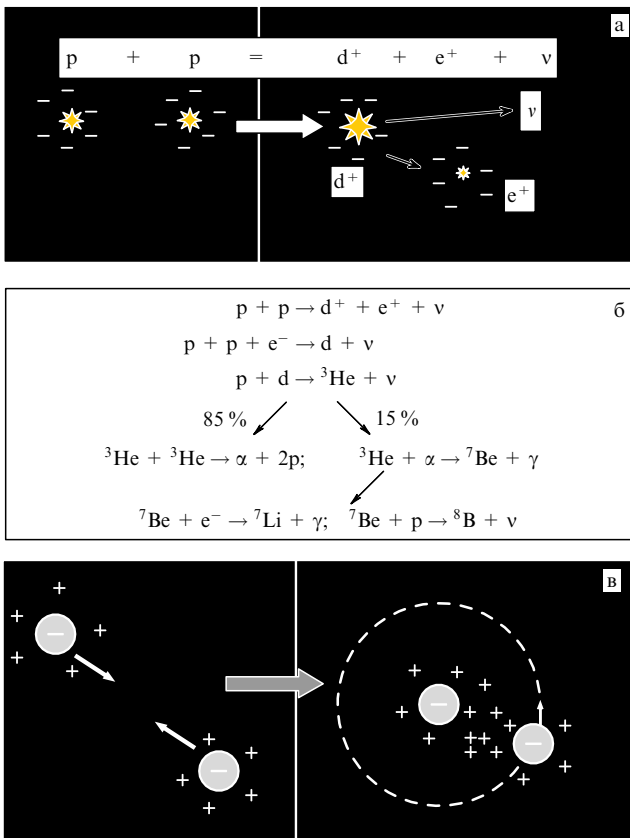 а
p + p = d⁺ + e⁺ + ν
ν
d⁺
e⁺
б
p + p → d⁺ + e⁺ + ν
p + p + e⁻ → d + ν
p + d → ³He + ν
85 % 15 %
³He + ³He → α + 2p; ³He + α → ⁷Be + γ
⁷Be + e⁻ → ⁷Li + γ; ⁷Be + p → ⁸B + ν
в